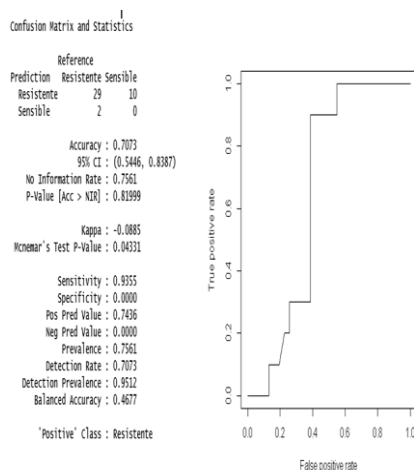 Confusion Matrix and Statistics
Reference
Prediction Resistente Sensible
Resistente 29 10
Sensible 2 0
Accuracy : 0.7073
95% CI : (0.5446, 0.8387)
No Information Rate : 0.7561
P-Value [Acc > NIR] : 0.81999
Kappa : -0.0885
Mcnemar's Test P-Value : 0.04331
Sensitivity : 0.9355
Specificity : 0.0000
Pos Pred Value : 0.7436
Neg Pred Value : 0.0000
Prevalence : 0.7561
Detection Rate : 0.7073
Detection Prevalence : 0.9512
Balanced Accuracy : 0.4677
'Positive' Class : Resistente
True positive rate
1.0
0.8
0.6
0.4
0.2
0.0
0.0 0.2 0.4 0.6 0.8 1.0
False positive rate